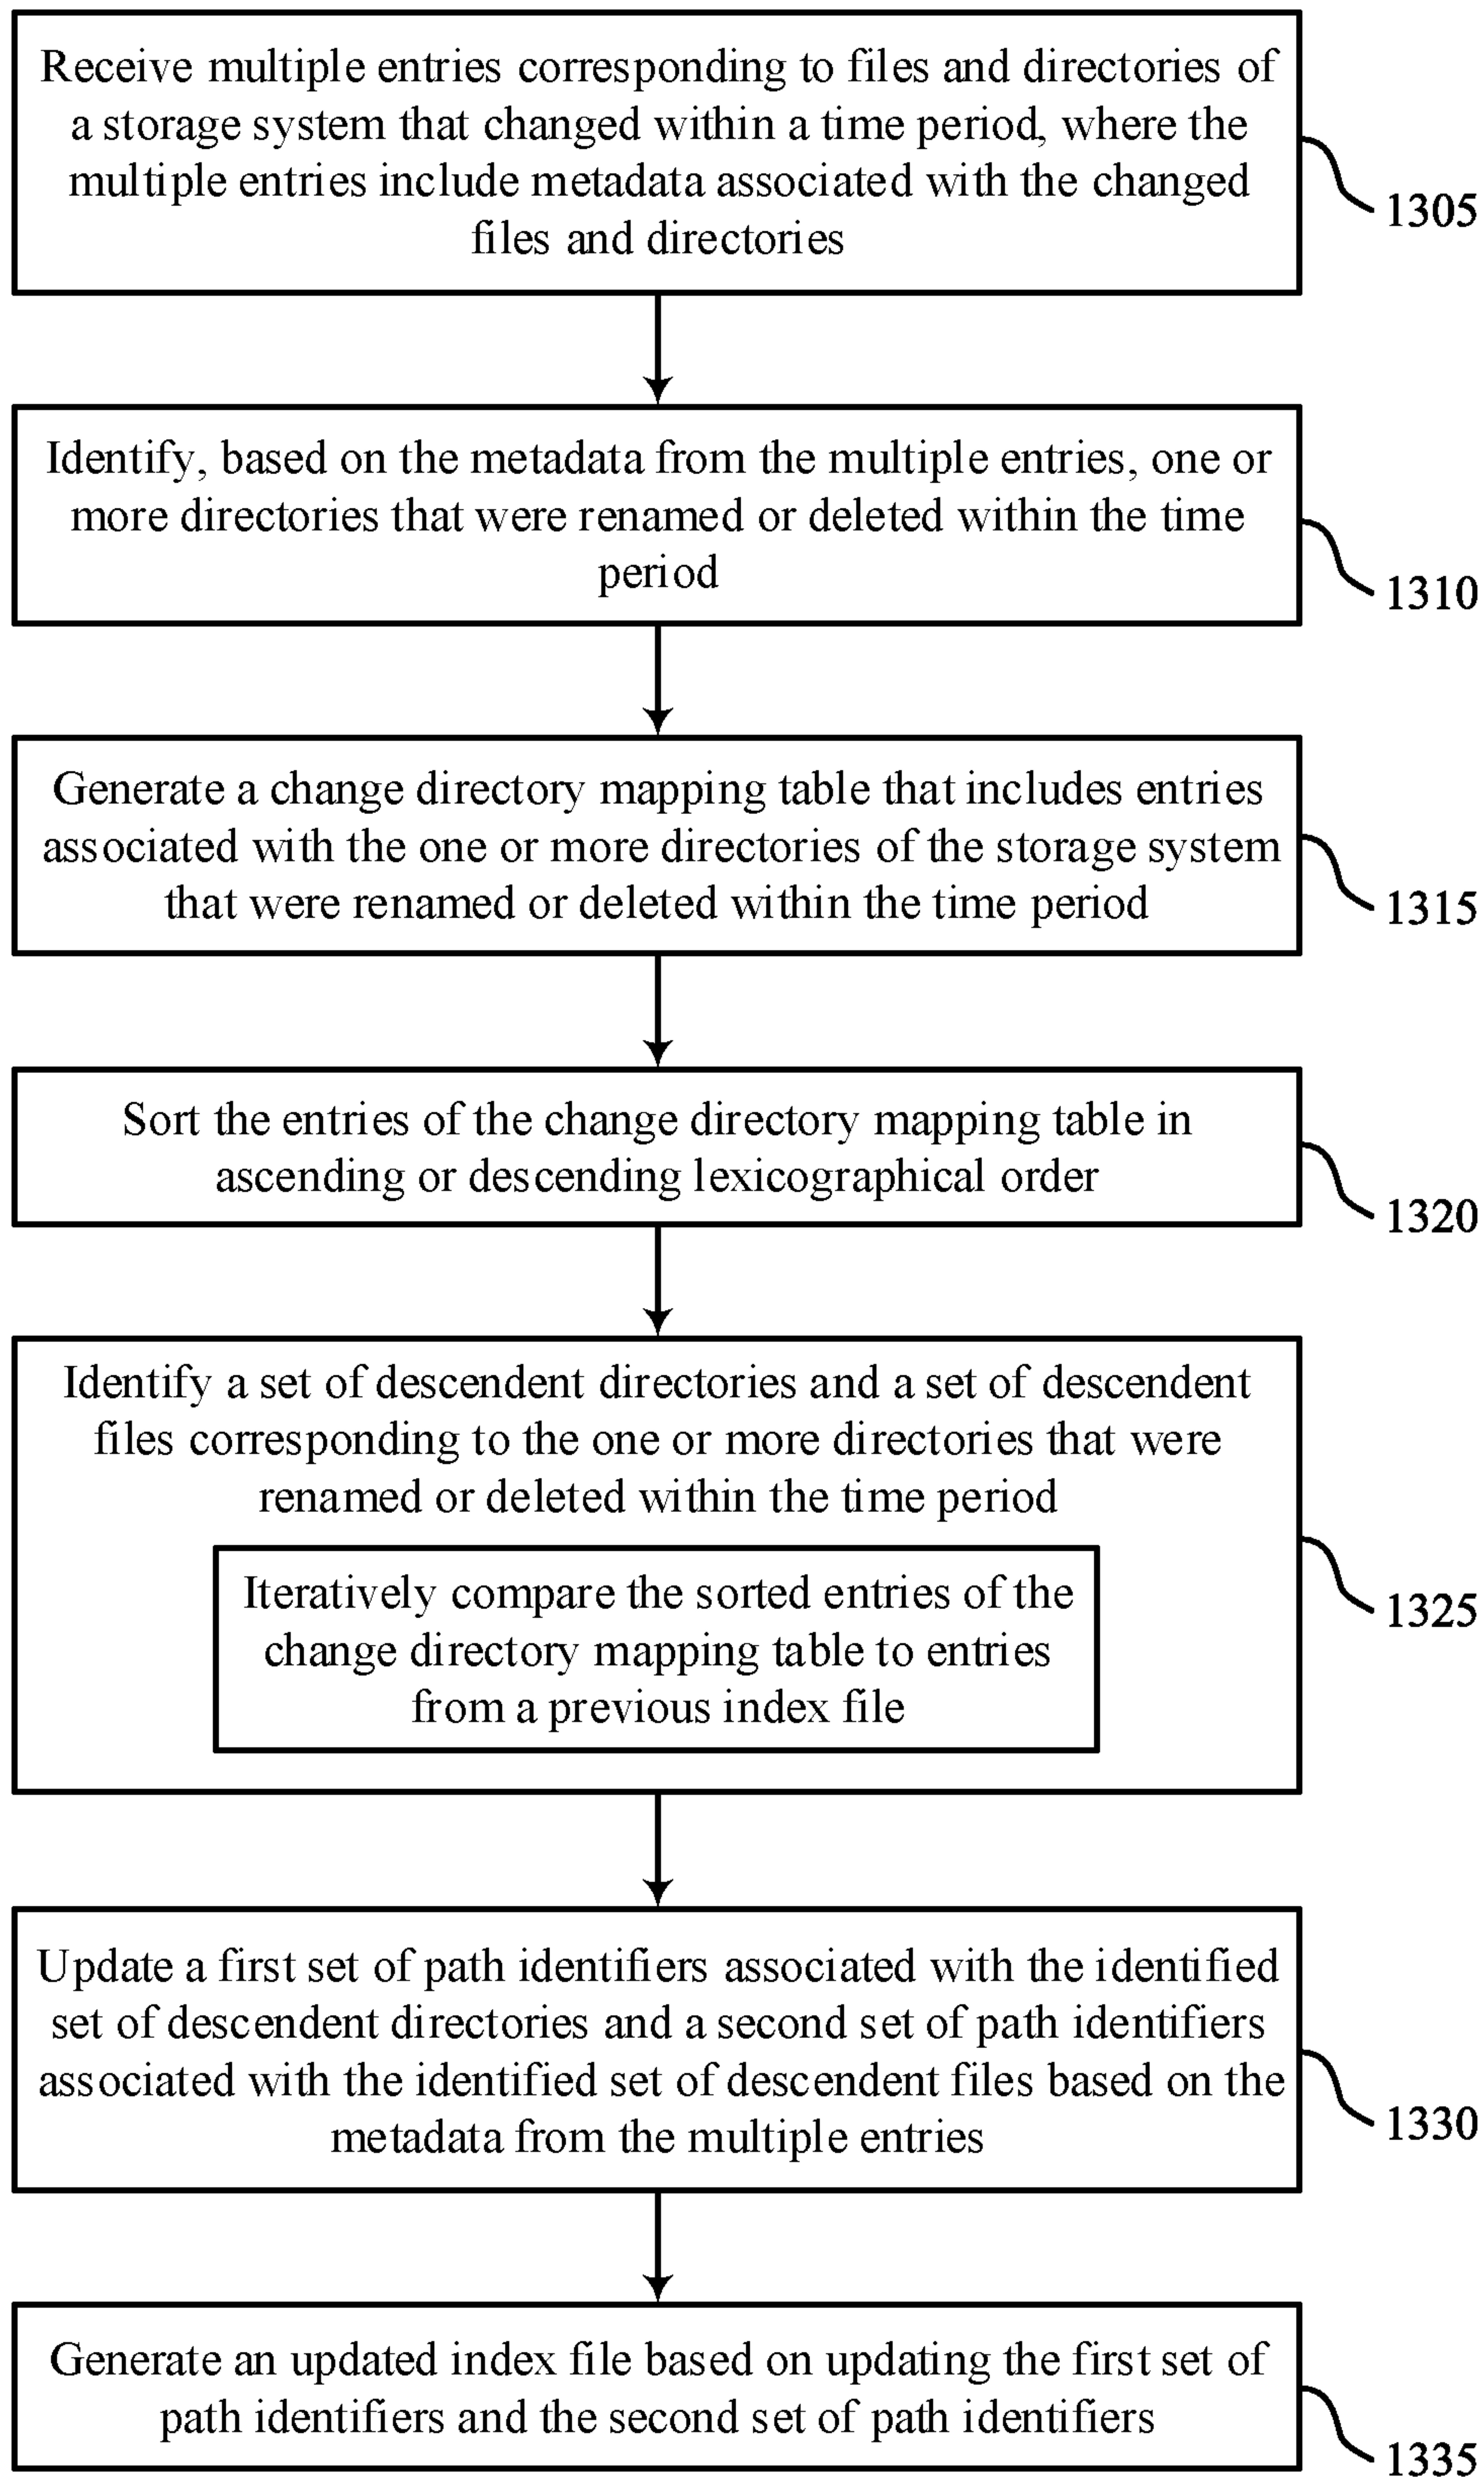 Receive multiple entries corresponding to files and directories of
a storage system that changed within a time period, where the
multiple entries include metadata associated with the changed
files and directories
1305
Identify, based on the metadata from the multiple entries, one or
more directories that were renamed or deleted within the time
period
1310
Generate a change directory mapping table that includes entries
associated with the one or more directories of the storage system
that were renamed or deleted within the time period
1315
Sort the entries of the change directory mapping table in
ascending or descending lexicographical order
1320
Identify a set of descendent directories and a set of descendent
files corresponding to the one or more directories that were
renamed or deleted within the time period
Iteratively compare the sorted entries of the
change directory mapping table to entries
from a previous index file
1325
Update a first set of path identifiers associated with the identified
set of descendent directories and a second set of path identifiers
associated with the identified set of descendent files based on the
metadata from the multiple entries
1330
Generate an updated index file based on updating the first set of
path identifiers and the second set of path identifiers
1335